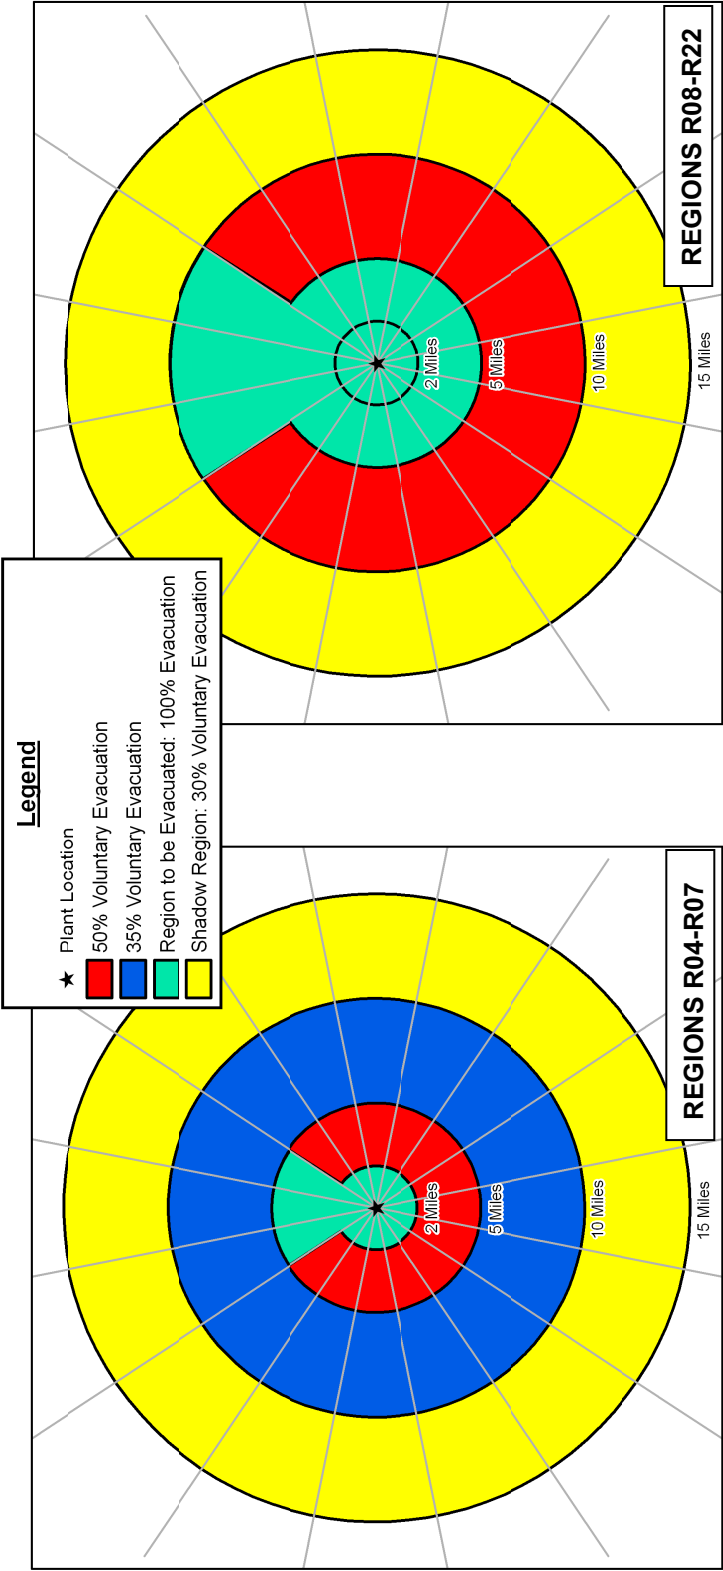 Legend
Plant Location
50% Voluntary Evacuation
35% Voluntary Evacuation
Region to be Evacuated: 100% Evacuation
Shadow Region: 30% Voluntary Evacuation
2 Miles
5 Miles
10 Miles
15 Miles
REGIONS R04-R07
2 Miles
5 Miles
10 Miles
15 Miles
REGIONS R08-R22